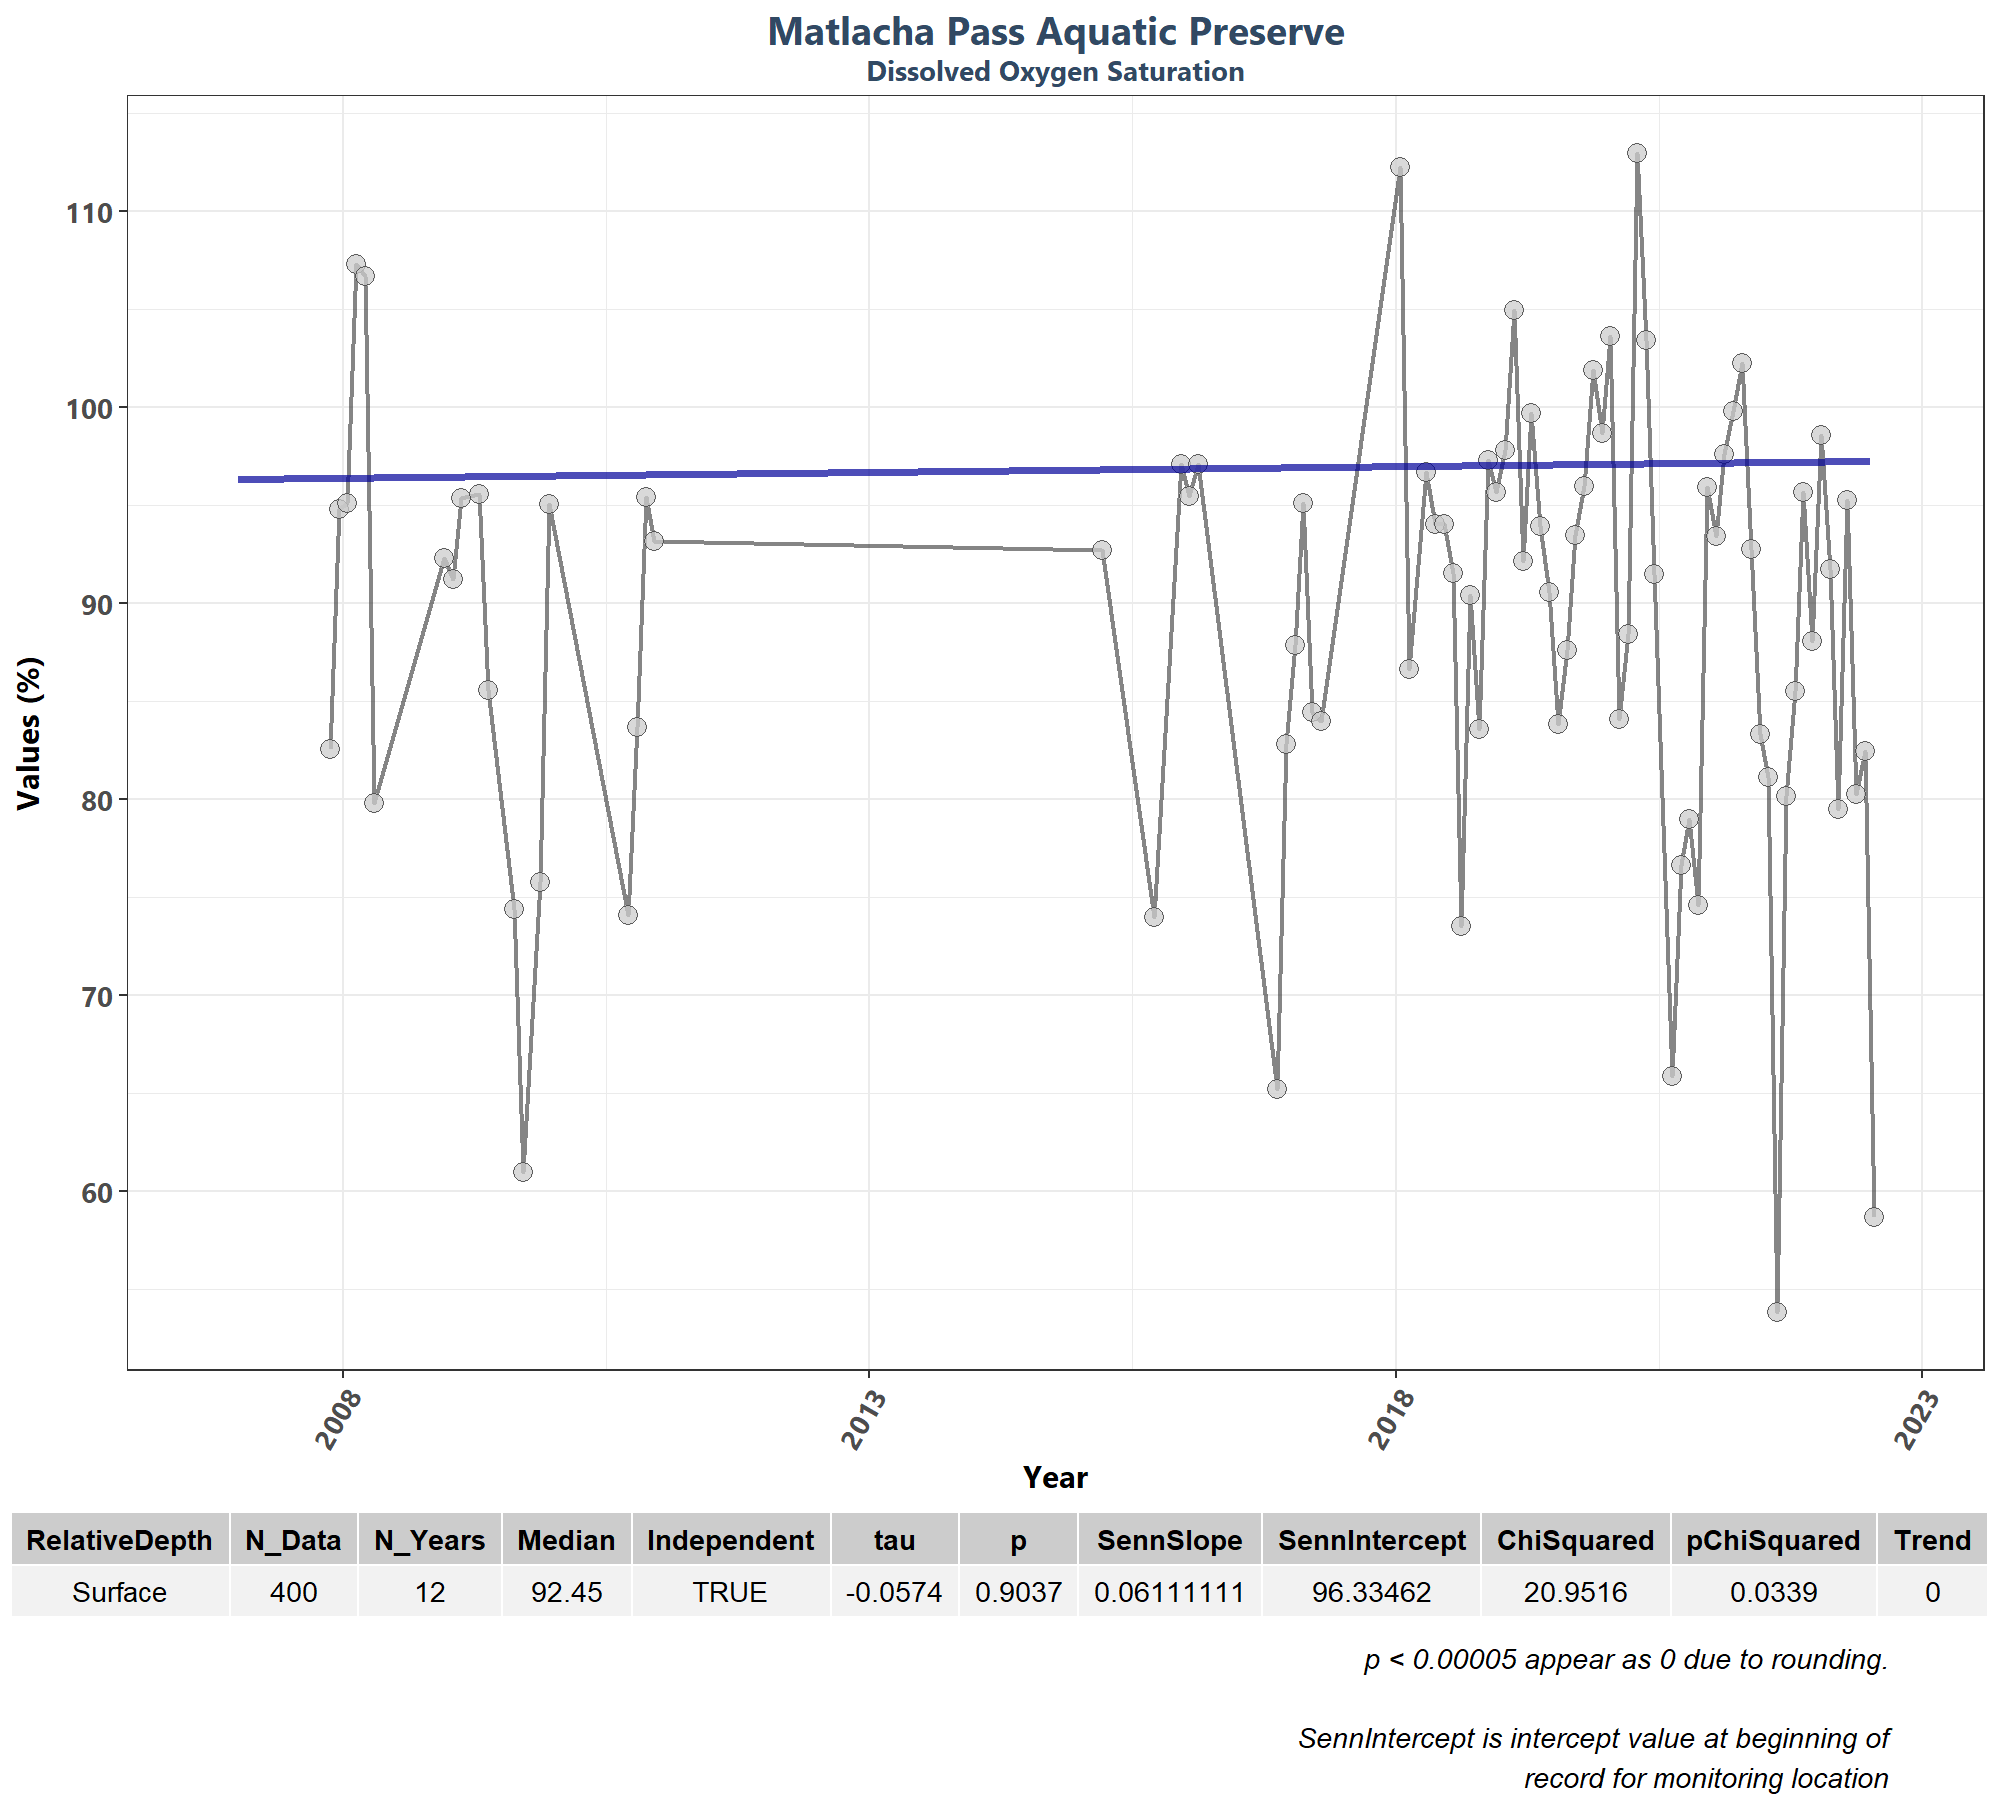 Matlacha Pass Aquatic Preserve
Dissolved Oxygen Saturation
110
100
90
80
70
60
Values (%)
2008 2013 2018 2023
Year
RelativeDepth N_Data N_Years Median Independent tau p SennSlope SennIntercept ChiSquared pChiSquared Trend
Surface 400 12 92.45 TRUE -0.0574 0.9037 0.06111111 96.33462 20.9516 0.0339 0
p < 0.00005 appear as 0 due to rounding.
SennIntercept is intercept value at beginning of
record for monitoring location